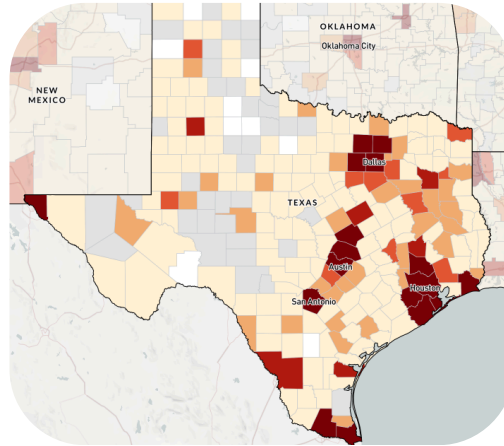 OKLAHOMA
Oklahoma City
NEW
MEXICO
Dallas
TEXAS
Austin
Houston
San Antonio